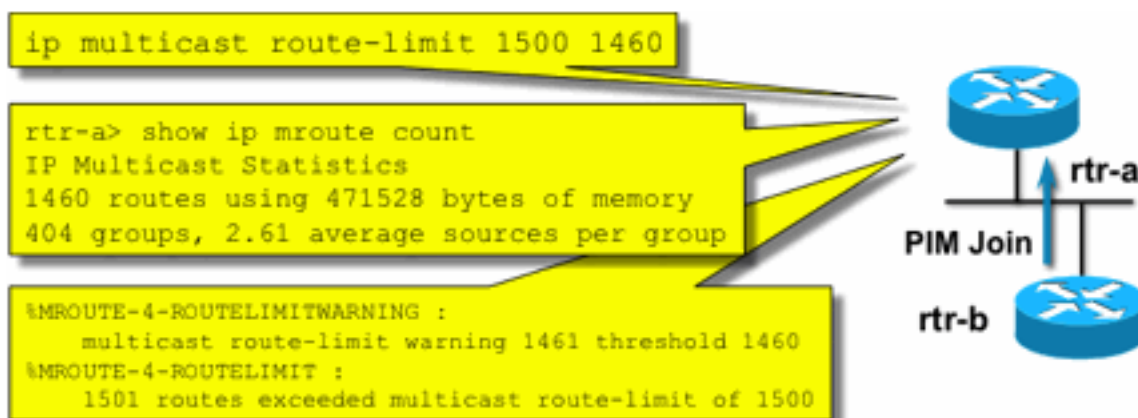 ip multicast route-limit 1500 1460
rtr-a> show ip mroute count
IP Multicast Statistics
1460 routes using 471528 bytes of memory
404 groups, 2.61 average sources per group
%MROUTE-4-ROUTELIMITWARNING :
multicast route-limit warning 1461 threshold 1460
%MROUTE-4-ROUTELIMIT :
1501 routes exceeded multicast route-limit of 1500
rtr-a
PIM Join
rtr-b